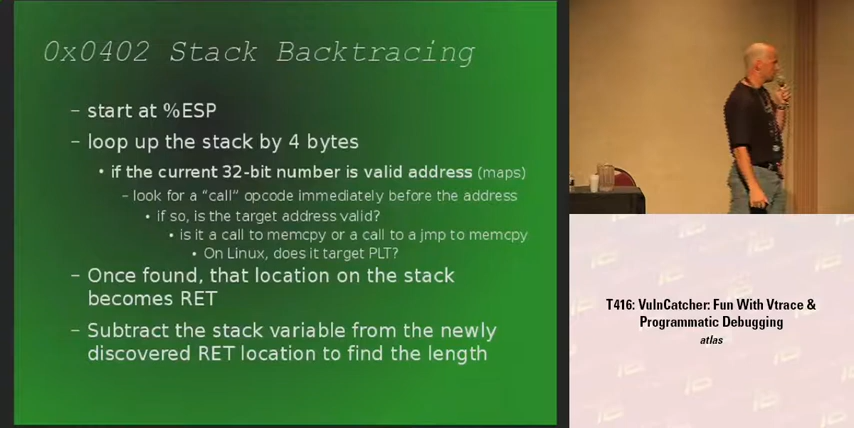 0x0402 Stack Backtracing
– start at %ESP
– loop up the stack by 4 bytes
• if the current 32-bit number is valid address (maps)
– look for a “call” opcode immediately before the address
• if so, is the target address valid?
• is it a call to memcpy or a call to a jmp to memcpy
• On Linux, does it target PLT?
– Once found, that location on the stack
becomes RET
– Subtract the stack variable from the newly
discovered RET location to find the length
T416: VulnCatcher: Fun With Vtrace &
Programmatic Debugging
atlas